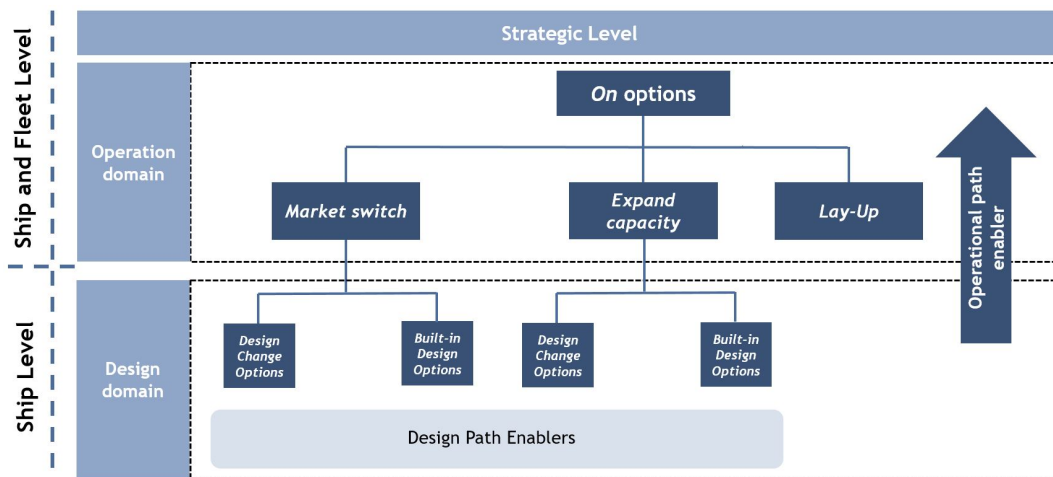 Strategic Level
Ship and Fleet Level
Operation
domain
On options
Market switch
Expand
capacity
Lay-Up
Operational path
enabler
Ship Level
Design
domain
Design
Change
Options
Built-in
Design
Options
Design
Change
Options
Built-in
Design
Options
Design Path Enablers